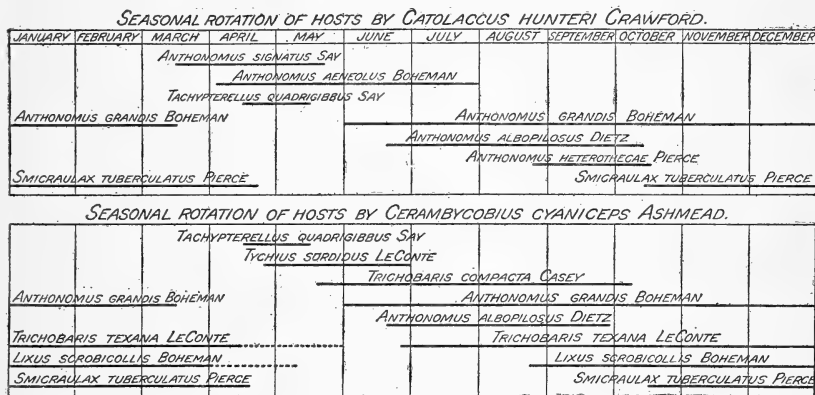 SEASONAL ROTATION OF HOSTS BY CATOLACCUS HUNTERI CRAWFORD.
JANUARY FEBRUARY MARCH APRIL MAY JUNE JULY AUGUST SEPTEMBER OCTOBER NOVEMBER DECEMBER
ANTHONOMUS SIGNATUS SAY
ANTHONOMUS AENEOLUS BOHEMAN
TACHYPTERELLUS QUADRIGIBBUS SAY
ANTHONOMUS GRANDIS BOHEMAN ANTHONOMUS GRANDIS BOHEMAN
ANTHONOMUS ALBOPILOSUS DIETZ
ANTHONOMUS HETEROTHECAE PIERCE
SMICRAULAX TUBERCULATUS PIERCE SMICRAULAX TUBERCULATUS PIERCE
SEASONAL ROTATION OF HOSTS BY CERAMBYCOBIUS CYANICEPS ASHMEAD.
TACHYPTERELLUS QUADRIGIBBUS SAY
TYCHIUS SORDIDUS LECONTE
TRICHOBARIS COMPACTA CASEY
ANTHONOMUS GRANDIS BOHEMAN ANTHONOMUS GRANDIS BOHEMAN
ANTHONOMUS ALBOPILOSUS DIETZ
TRICHOBARIS TEXANA LECONTE TRICHOBARIS TEXANA LECONTE
LIXUS SCROBICOLLIS BOHEMAN LIXUS SCROBICOLLIS BOHEMAN
SMICRAULAX TUBERCULATUS PIERCE SMICRAULAX TUBERCULATUS PIERCE